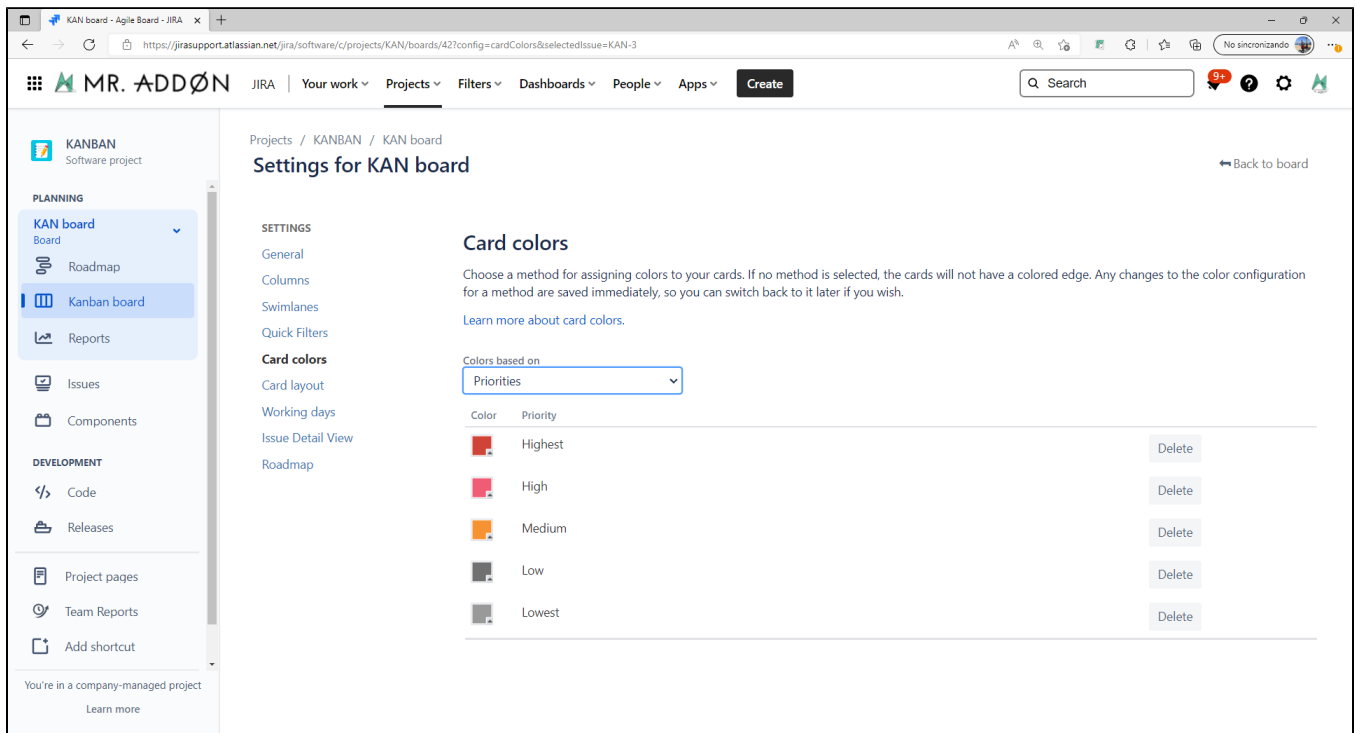 KAN board - Agile Board - JIRA
https://jirasupport.atlassian.net/jira/software/c/projects/KAN/boards/42?config=cardColors&selectedIssue=KAN-3
No sincronizando
MR. ADDØN
JIRA
Your work
Projects
Filters
Dashboards
People
Apps
Create
Search
9+
KANBAN
Software project
PLANNING
KAN board
Board
Roadmap
Kanban board
Reports
Issues
Components
DEVELOPMENT
Code
Releases
Project pages
Team Reports
Add shortcut
You're in a company-managed project
Learn more
Projects / KANBAN / KAN board
Settings for KAN board
Back to board
SETTINGS
General
Columns
Swimlanes
Quick Filters
Card colors
Card layout
Working days
Issue Detail View
Roadmap
Card colors
Choose a method for assigning colors to your cards. If no method is selected, the cards will not have a colored edge. Any changes to the color configuration
for a method are saved immediately, so you can switch back to it later if you wish.
Learn more about card colors.
Colors based on
Priorities
Color Priority
Highest Delete
High Delete
Medium Delete
Low Delete
Lowest Delete